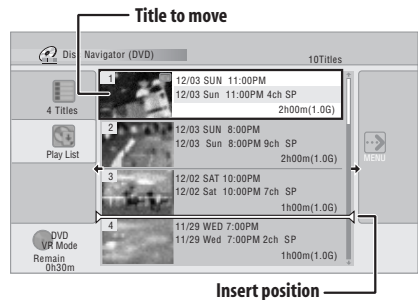 Title to move
Disc Navigator (DVD)
10Titles
4 Titles
Play List
DVD
VR Mode
Remain
0h30m
1
12/03 SUN 11:00PM
12/03 Sun 11:00PM 4ch SP
2h00m(1.0G)
2
12/03 SUN 8:00PM
12/03 Sun 8:00PM 9ch SP
2h00m(1.0G)
3
12/02 SAT 10:00PM
12/02 Sat 10:00PM 7ch SP
1h00m(1.0G)
4
11/29 WED 7:00PM
11/29 Wed 7:00PM 2ch SP
1h00m(1.0G)
MENU
Insert position